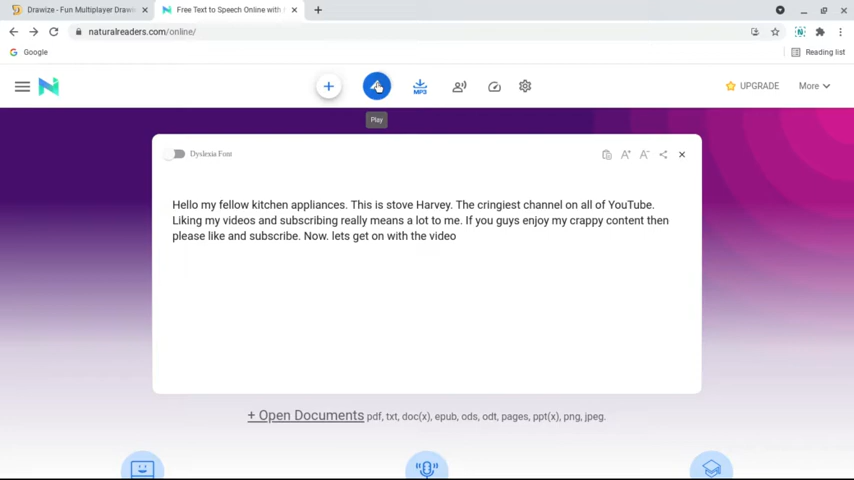 Drawize - Fun Multiplayer Draw
Free Text to Speech Online with
naturalreaders.com/online/
Google
Reading list
MP3
UPGRADE
More
Play
Dyslexia Font
Hello my fellow kitchen appliances. This is stove Harvey. The cringiest channel on all of YouTube.
Liking my videos and subscribing really means a lot to me. If you guys enjoy my crappy content then
please like and subscribe. Now. lets get on with the video
+ Open Documents pdf, txt, doc(x), epub, ods, odt, pages, ppt(x), png, jpeg.